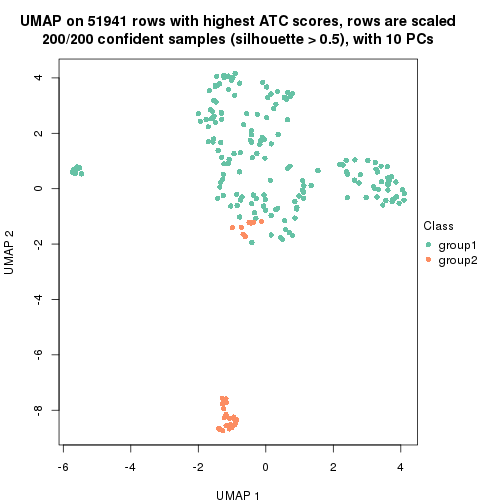 UMAP on 51941 rows with highest ATC scores, rows are scaled
200/200 confident samples (silhouette > 0.5), with 10 PCs
4
2
0
-2
-4
-6
-8
UMAP 2
-6
-4
-2
0
2
4
UMAP 1
Class
group1
group2